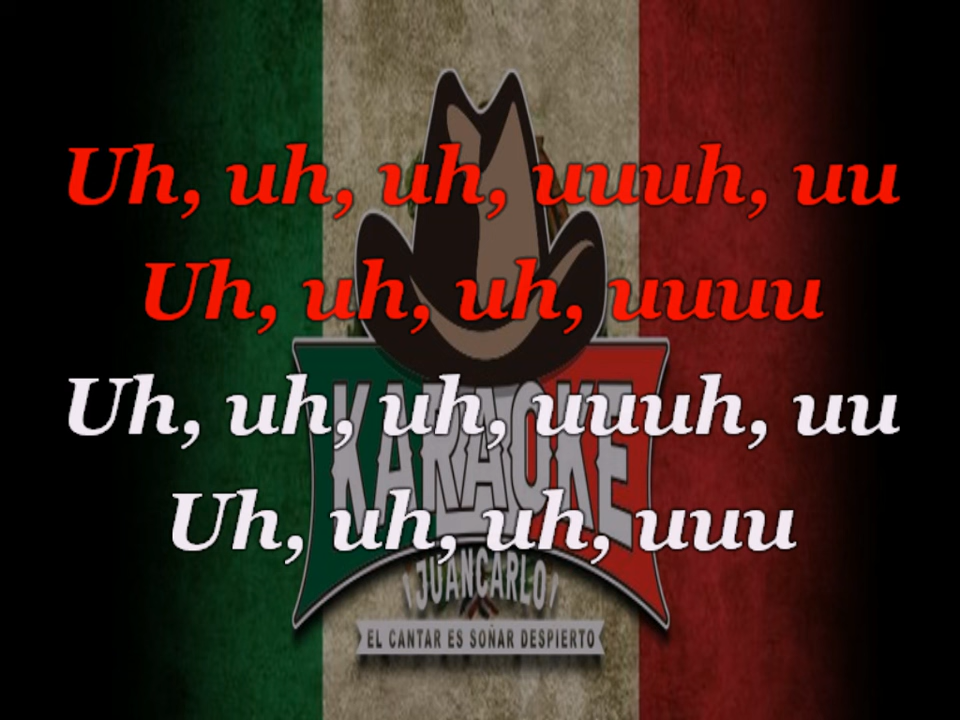 Uh, uh, uh, uuuh, uu
Uh, uh, uh, uuuu
Uh, uh, uh, uuuh, uu
Uh, uh, uh, uuu
KARAOKE
JUANCARLO
EL CANTAR ES SOÑAR DESPIERTO